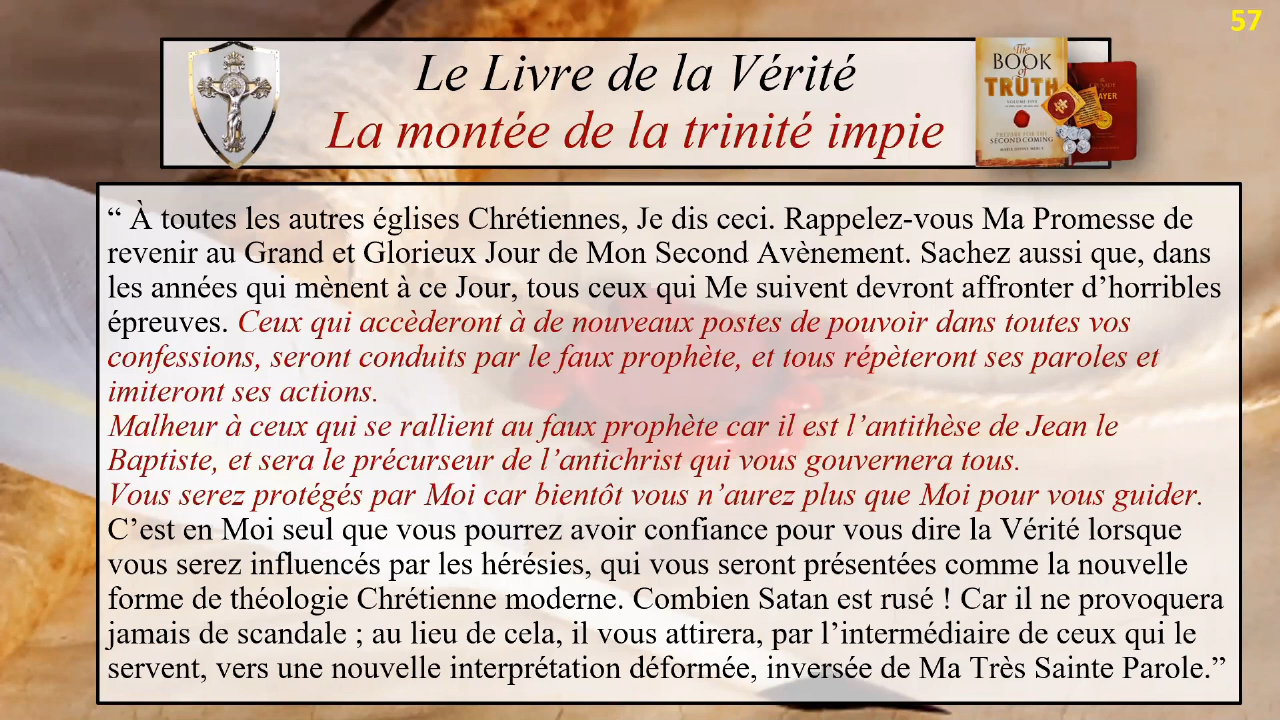 57
Le Livre de la Vérité
La montée de la trinité impie
The
BOOK
of
TRUTH
VOLUME FIVE
PREPARE FOR THE
SECOND COMING
“ À toutes les autres églises Chrétiennes, Je dis ceci. Rappelez-vous Ma Promesse de
revenir au Grand et Glorieux Jour de Mon Second Avènement. Sachez aussi que, dans
les années qui mènent à ce Jour, tous ceux qui Me suivent devront affronter d’horribles
épreuves. Ceux qui accèderont à de nouveaux postes de pouvoir dans toutes vos
confessions, seront conduits par le faux prophète, et tous répèteront ses paroles et
imiteront ses actions.
Malheur à ceux qui se rallient au faux prophète car il est l’antithèse de Jean le
Baptiste, et sera le précurseur de l’antichrist qui vous gouvernera tous.
Vous serez protégés par Moi car bientôt vous n’aurez plus que Moi pour vous guider.
C’est en Moi seul que vous pourrez avoir confiance pour vous dire la Vérité lorsque
vous serez influencés par les hérésies, qui vous seront présentées comme la nouvelle
forme de théologie Chrétienne moderne. Combien Satan est rusé ! Car il ne provoquera
jamais de scandale ; au lieu de cela, il vous attirera, par l’intermédiaire de ceux qui le
servent, vers une nouvelle interprétation déformée, inversée de Ma Très Sainte Parole.”